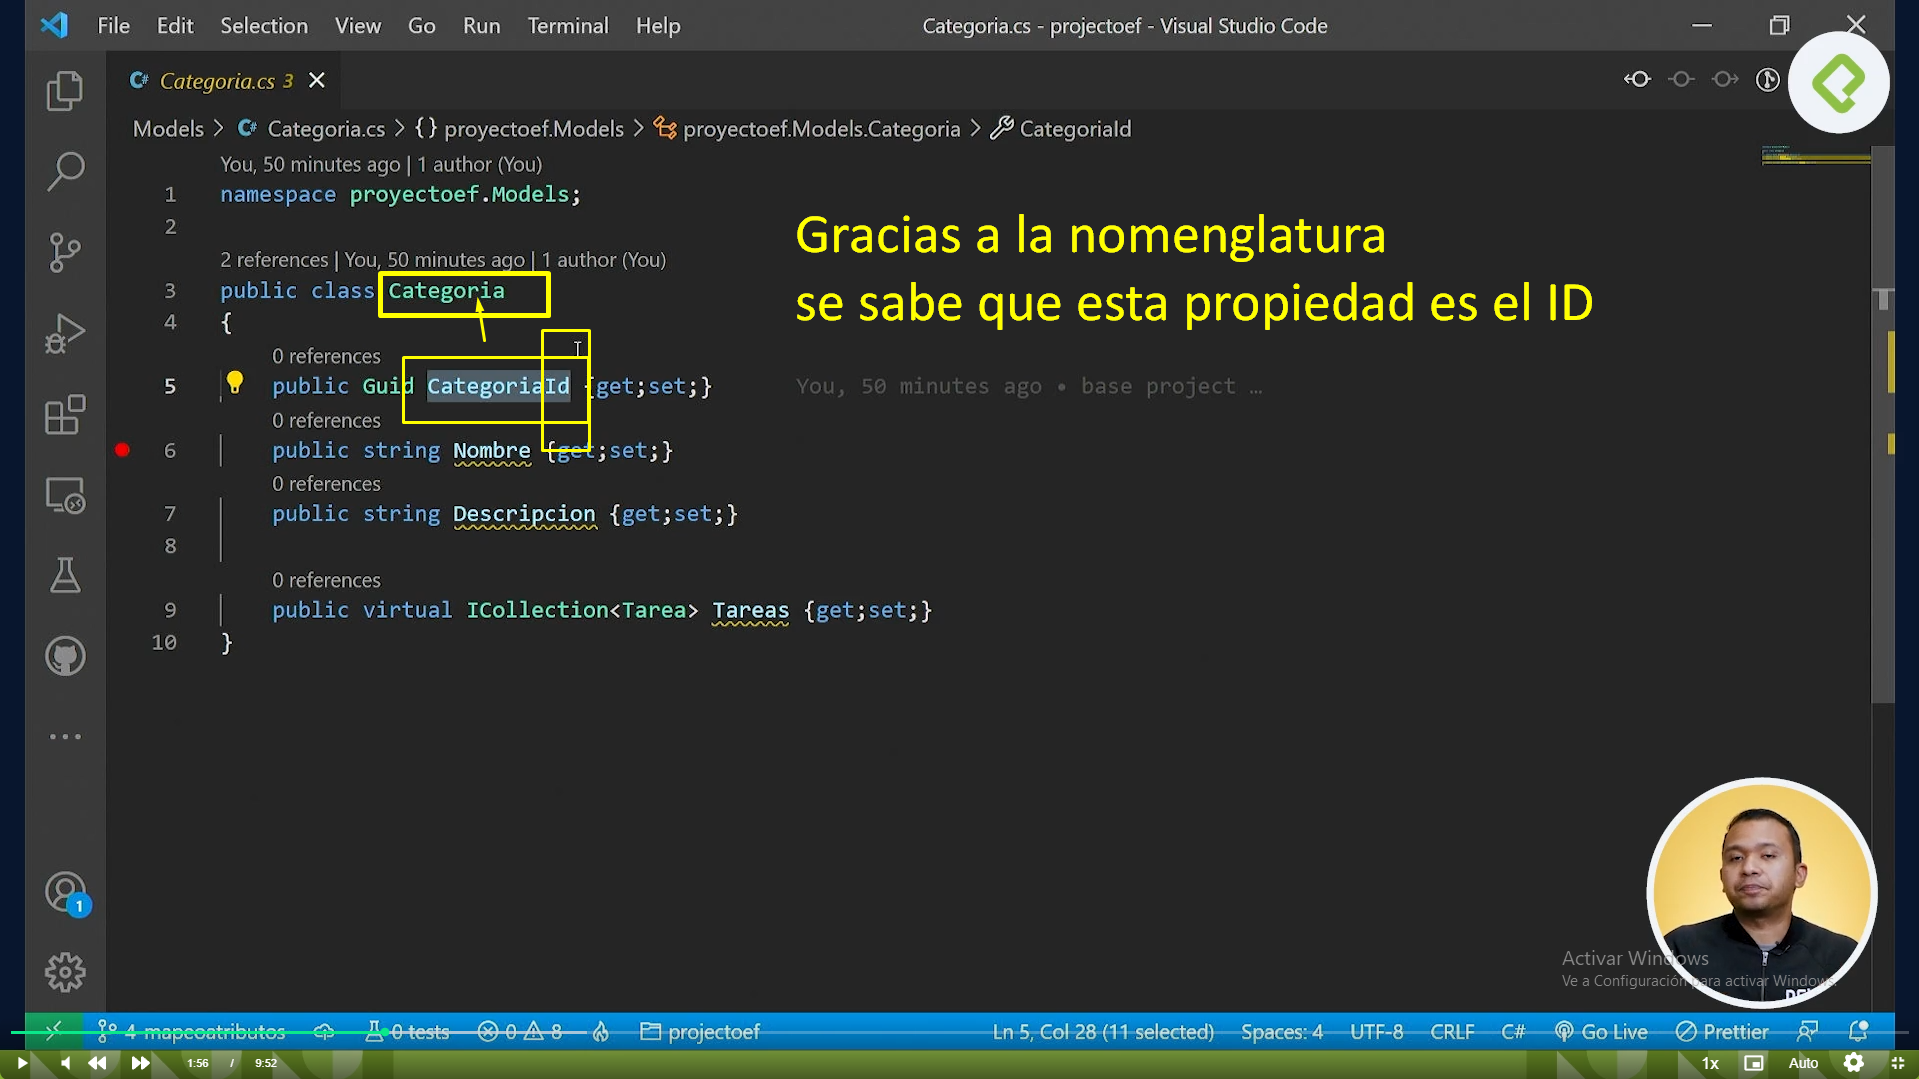 File Edit Selection View Go Run Terminal Help Categoria.cs - projectoef - Visual Studio Code
Categoria.cs 3
Models > Categoria.cs > {} proyectoef.Models > proyectoef.Models.Categoria > CategoriaId
You, 50 minutes ago | 1 author (You)
1 namespace proyectoef.Models;
2
2 references | You, 50 minutes ago | 1 author (You)
3 public class Categoria
4 {
0 references
5 public Guid CategoriaId {get;set;} You, 50 minutes ago • base project …
0 references
6 public string Nombre {get;set;}
0 references
7 public string Descripcion {get;set;}
8
0 references
9 public virtual ICollection<Tarea> Tareas {get;set;}
10 }
Gracias a la nomenglatura
se sabe que esta propiedad es el ID
1
Activar Windows
Ve a Configuración para activar Windows.
4-mapeoatributos 0 tests 0 8 projectoef Ln 5, Col 28 (11 selected) Spaces: 4 UTF-8 CRLF C# Go Live Prettier
1:56 / 9:52 1x Auto